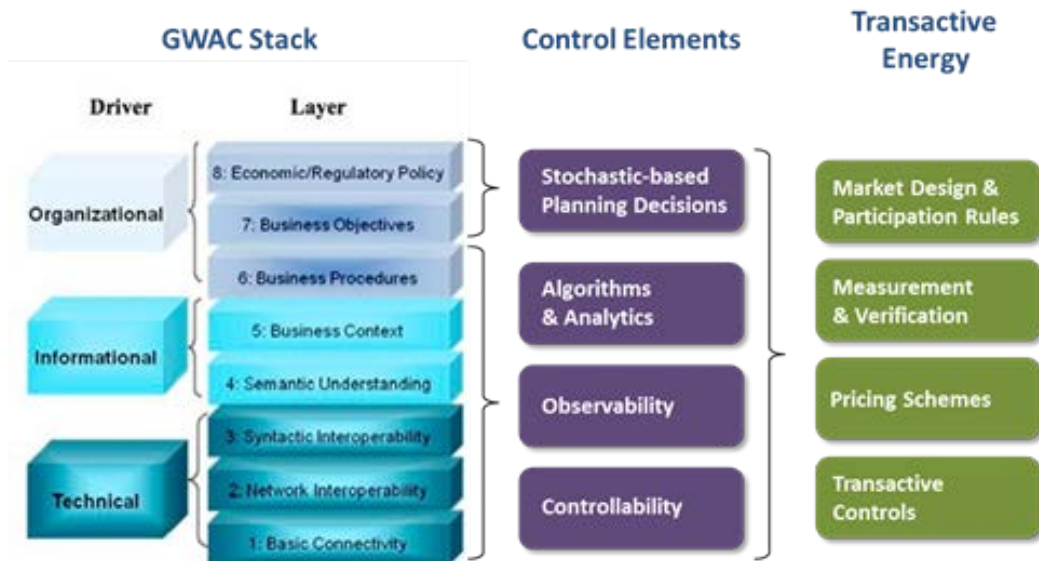 GWAC Stack
Control Elements
Transactive
Energy
Driver
Layer
Organizational
Informational
Technical
8: Economic/Regulatory Policy
7: Business Objectives
6: Business Procedures
5: Business Context
4: Semantic Understanding
3: Syntactic Interoperability
2: Network Interoperability
1: Basic Connectivity
Stochastic-based
Planning Decisions
Algorithms
& Analytics
Observability
Controllability
Market Design &
Participation Rules
Measurement
& Verification
Pricing Schemes
Transactive
Controls